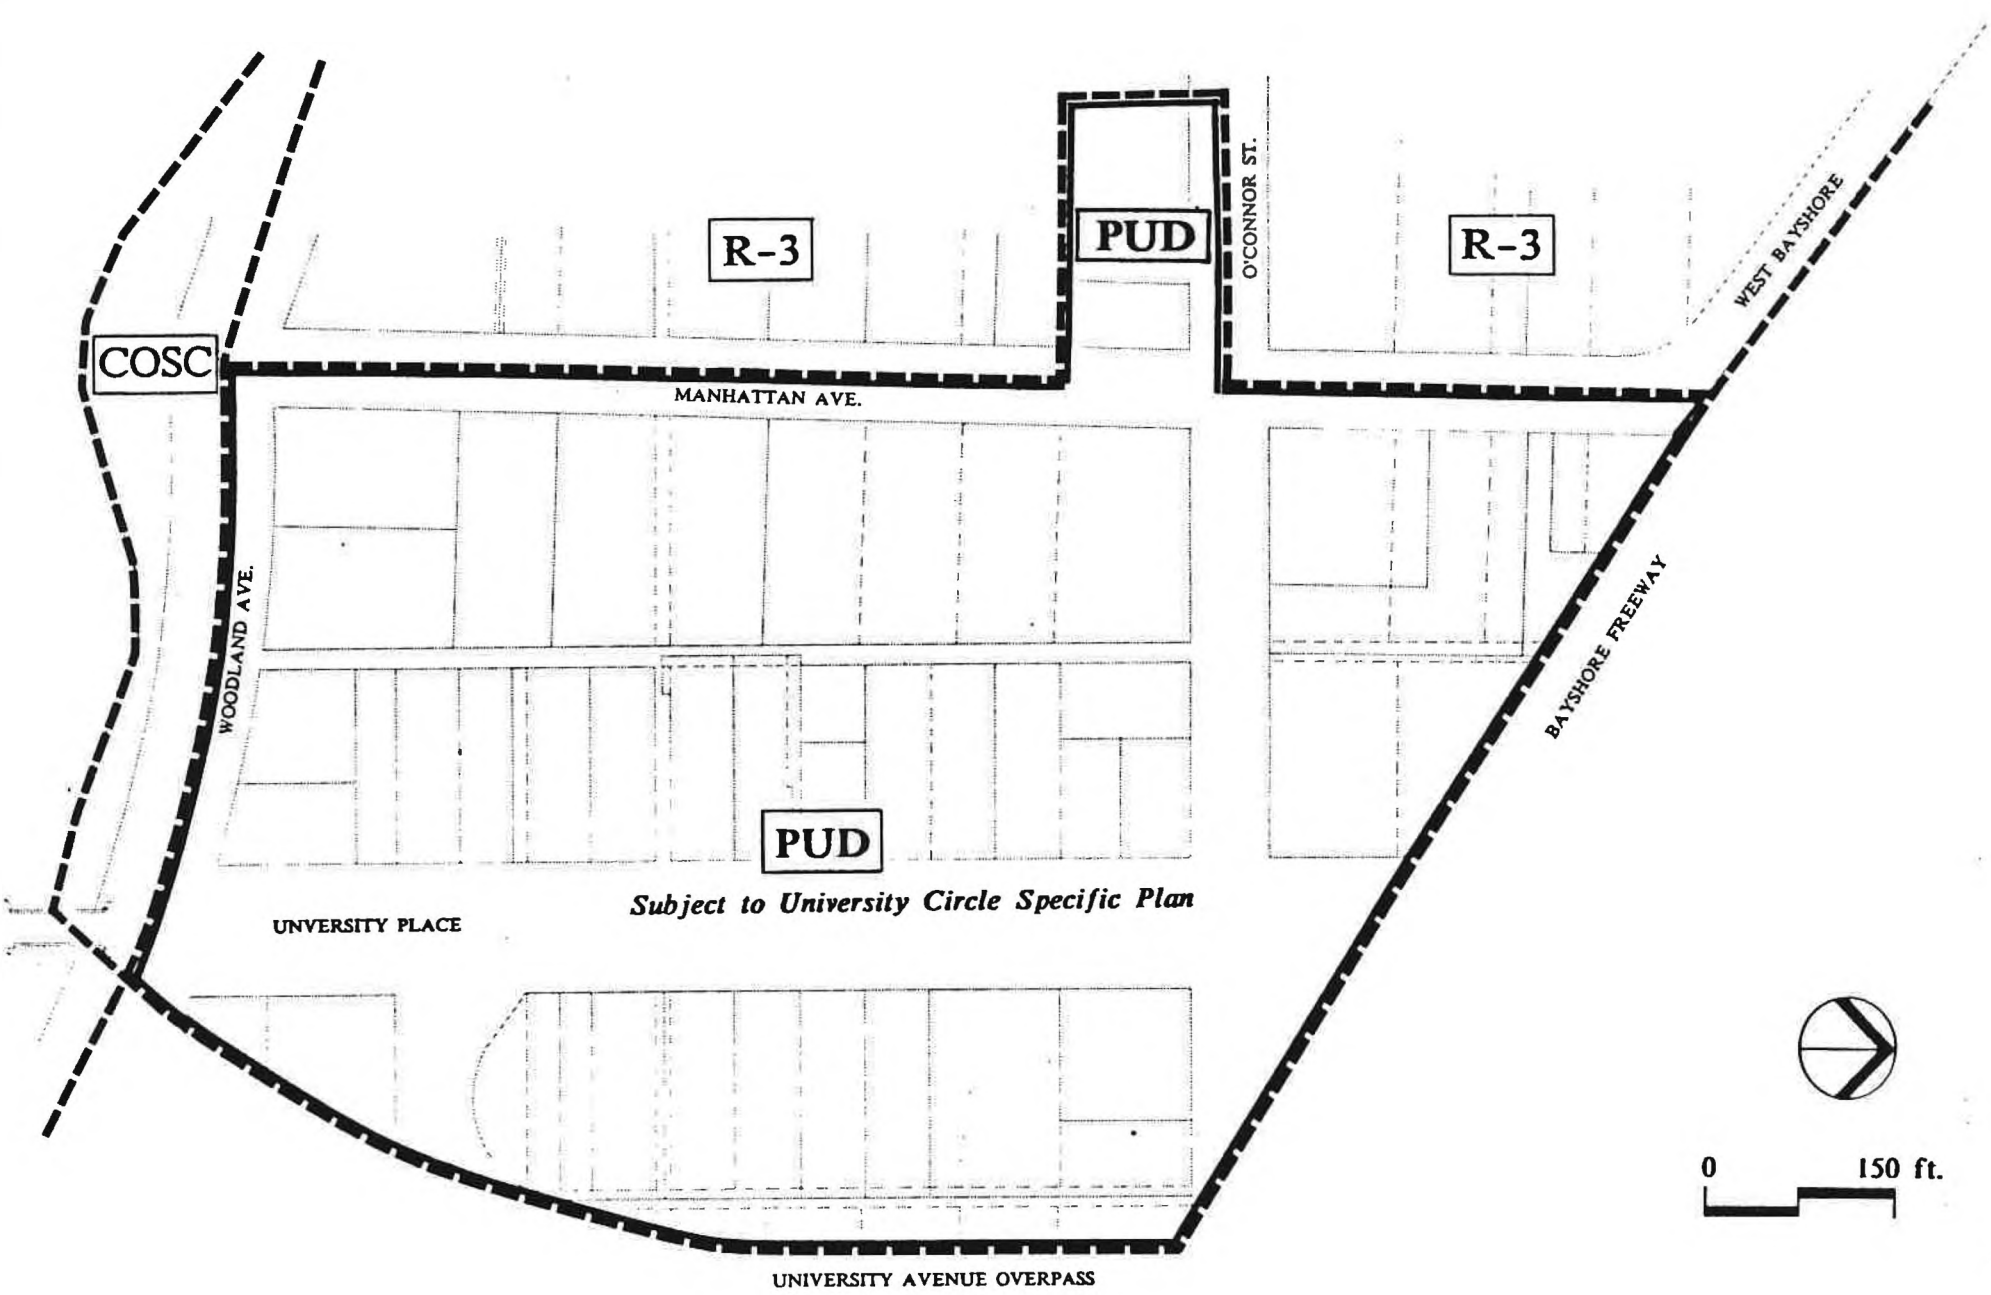 R-3
PUD
O'CONNOR ST.
R-3
WEST BAYSHORE
COSC
MANHATTAN AVE.
WOODLAND AVE.
BAYSHORE FREEWAY
PUD
Subject to University Circle Specific Plan
UNVERSITY PLACE
0 150 ft.
UNIVERSITY AVENUE OVERPASS